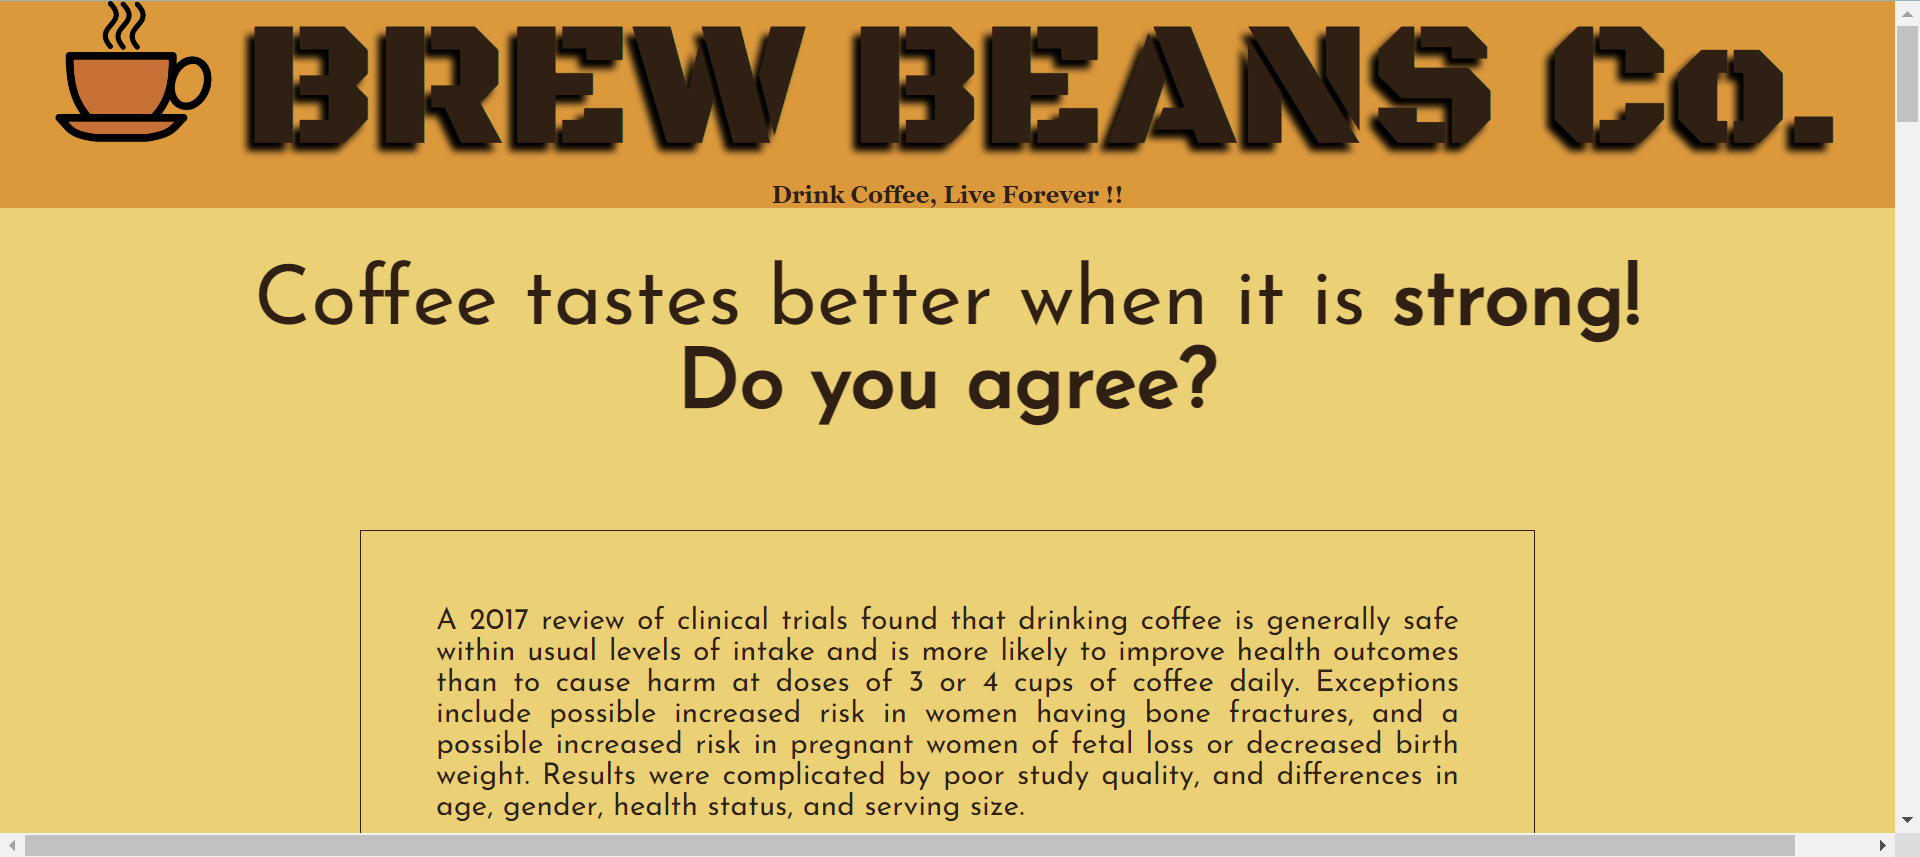 BREW BEANS Co.
Drink Coffee, Live Forever !!
Coffee tastes better when it is strong!
Do you agree?
A 2017 review of clinical trials found that drinking coffee is generally safe
within usual levels of intake and is more likely to improve health outcomes
than to cause harm at doses of 3 or 4 cups of coffee daily. Exceptions
include possible increased risk in women having bone fractures, and a
possible increased risk in pregnant women of fetal loss or decreased birth
weight. Results were complicated by poor study quality, and differences in
age, gender, health status, and serving size.